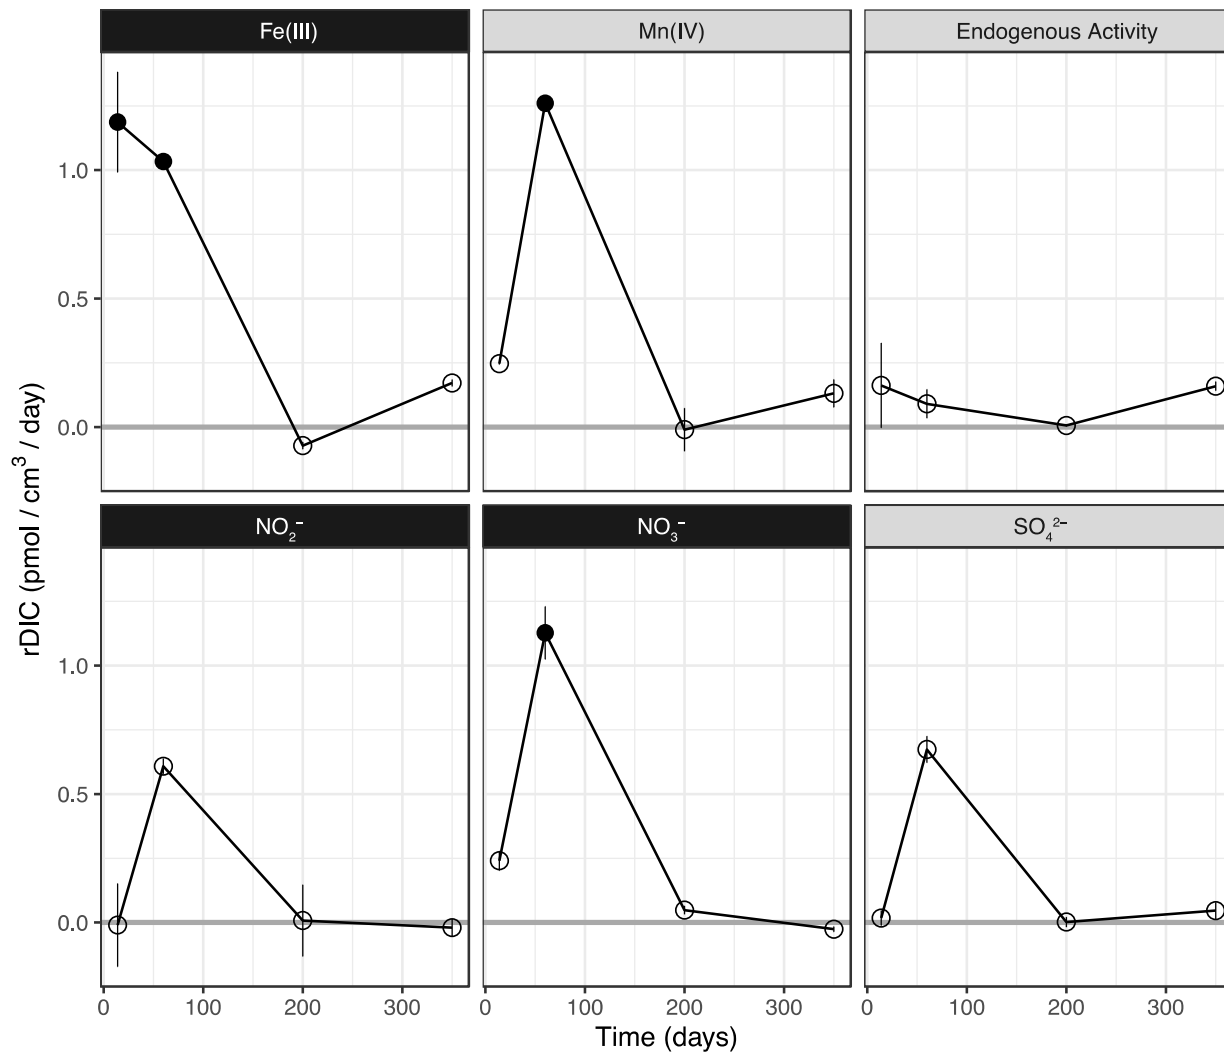 Fe(III) Mn(IV) Endogenous Activity
1.0
0.5
0.0
rDIC (pmol / cm³ / day)
NO₂⁻ NO₃⁻ SO₄²⁻
1.0
0.5
0.0
0 100 200 300 0 100 200 300 0 100 200 300
Time (days)